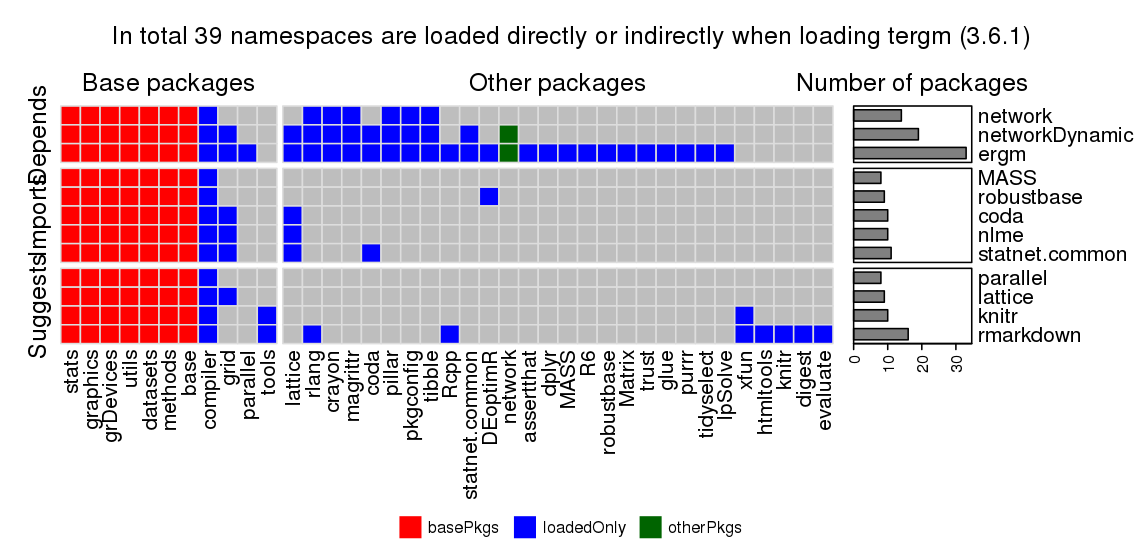 In total 39 namespaces are loaded directly or indirectly when loading tergm (3.6.1)
Base packages
Other packages
Number of packages
Depends
Imports
Suggests
network
networkDynamic
ergm
MASS
robustbase
coda
nlme
statnet.common
parallel
lattice
knitr
rmarkdown
0
10
20
30
stats
graphics
grDevices
utils
datasets
methods
base
compiler
grid
parallel
tools
lattice
rlang
crayon
magrittr
coda
pillar
pkgconfig
tibble
Rcpp
statnet.common
DEoptimR
network
assertthat
dplyr
MASS
R6
robustbase
Matrix
trust
glue
purrr
tidyselect
lpSolve
xfun
htmltools
knitr
digest
evaluate
basePkgs
loadedOnly
otherPkgs